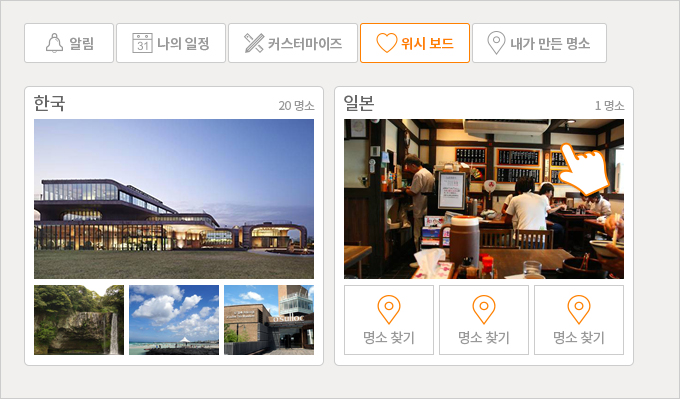 알림
31
나의 일정
커스터마이즈
위시 보드
내가 만든 명소
한국
20 명소
일본
1 명소
명소 찾기
명소 찾기
명소 찾기